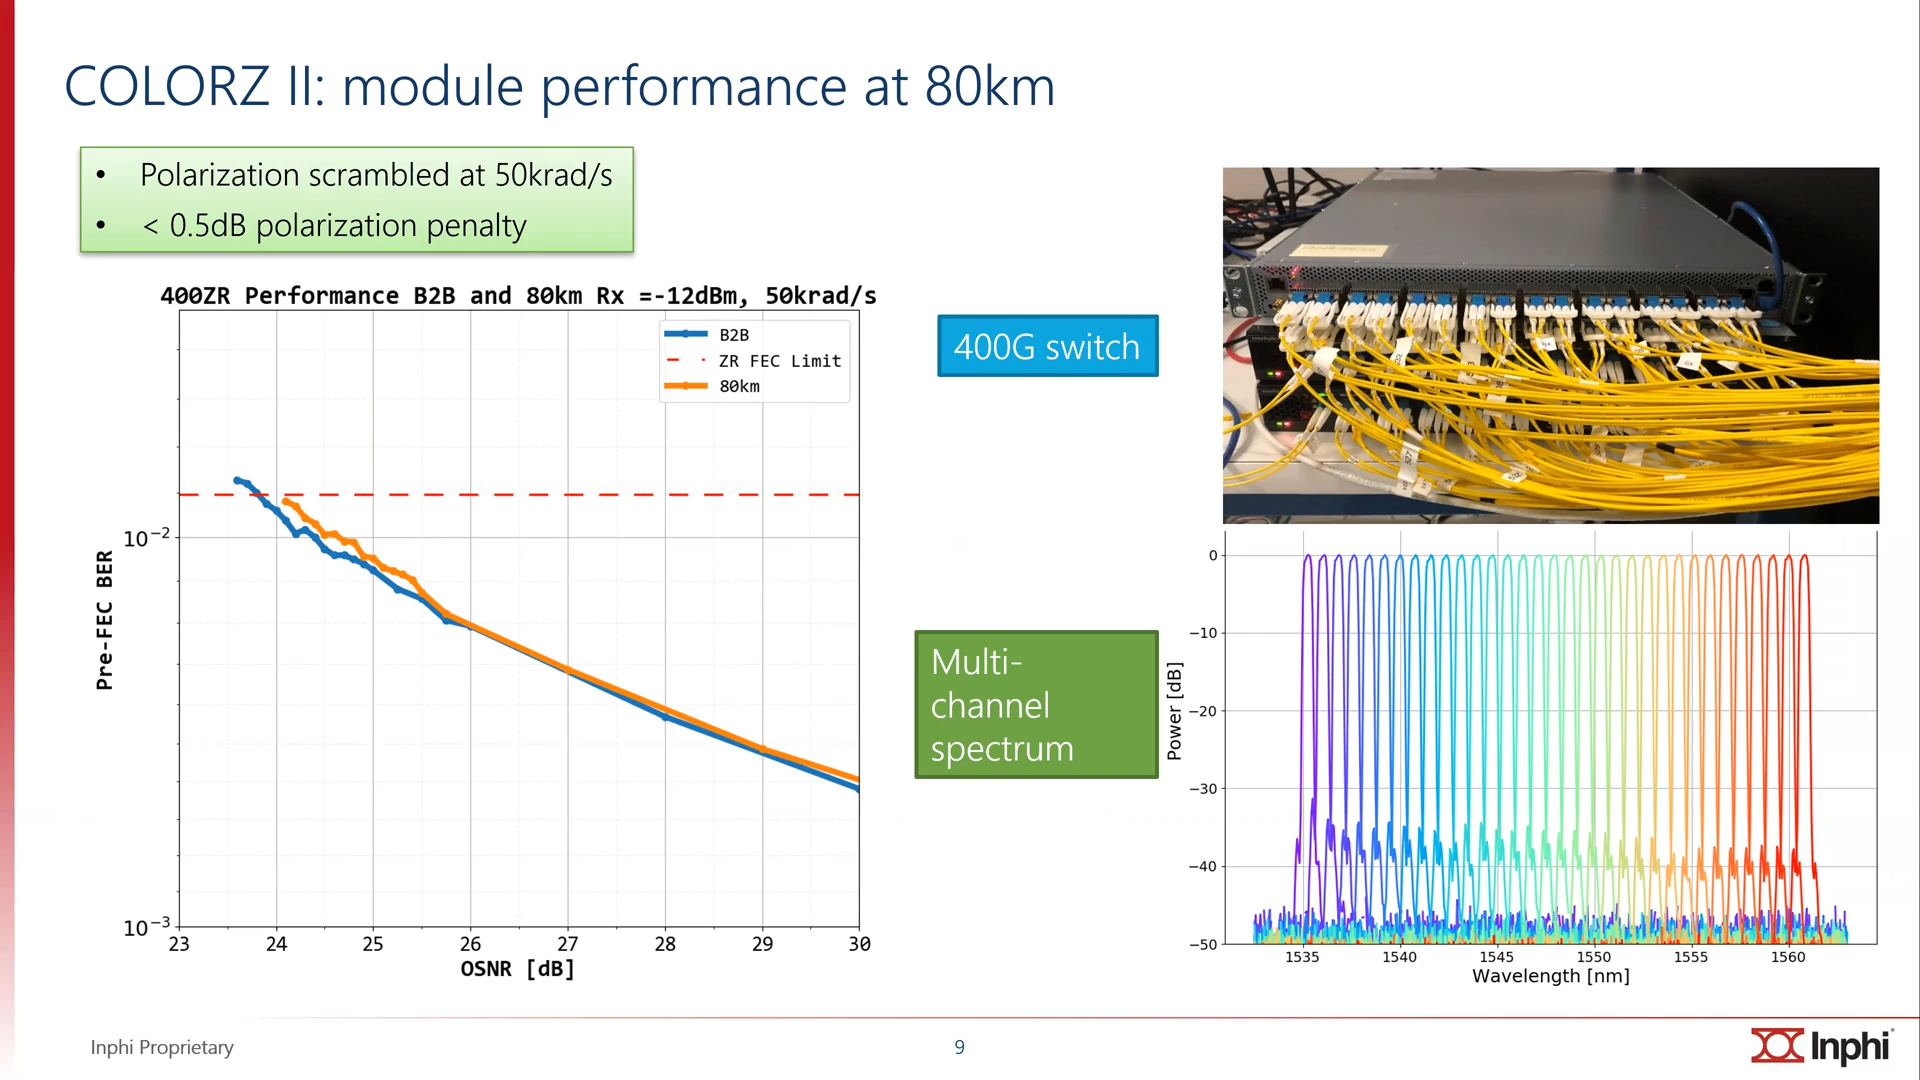 COLORZ II: module performance at 80km
• Polarization scrambled at 50krad/s
• < 0.5dB polarization penalty
400ZR Performance B2B and 80km Rx =-12dBm, 50krad/s
B2B
ZR FEC Limit
80km
Pre-FEC BER
10⁻²
10⁻³
23 24 25 26 27 28 29 30
OSNR [dB]
400G switch
Multi-
channel
spectrum
Power [dB]
0
−10
−20
−30
−40
−50
1535 1540 1545 1550 1555 1560
Wavelength [nm]
Inphi Proprietary
9
Inphi